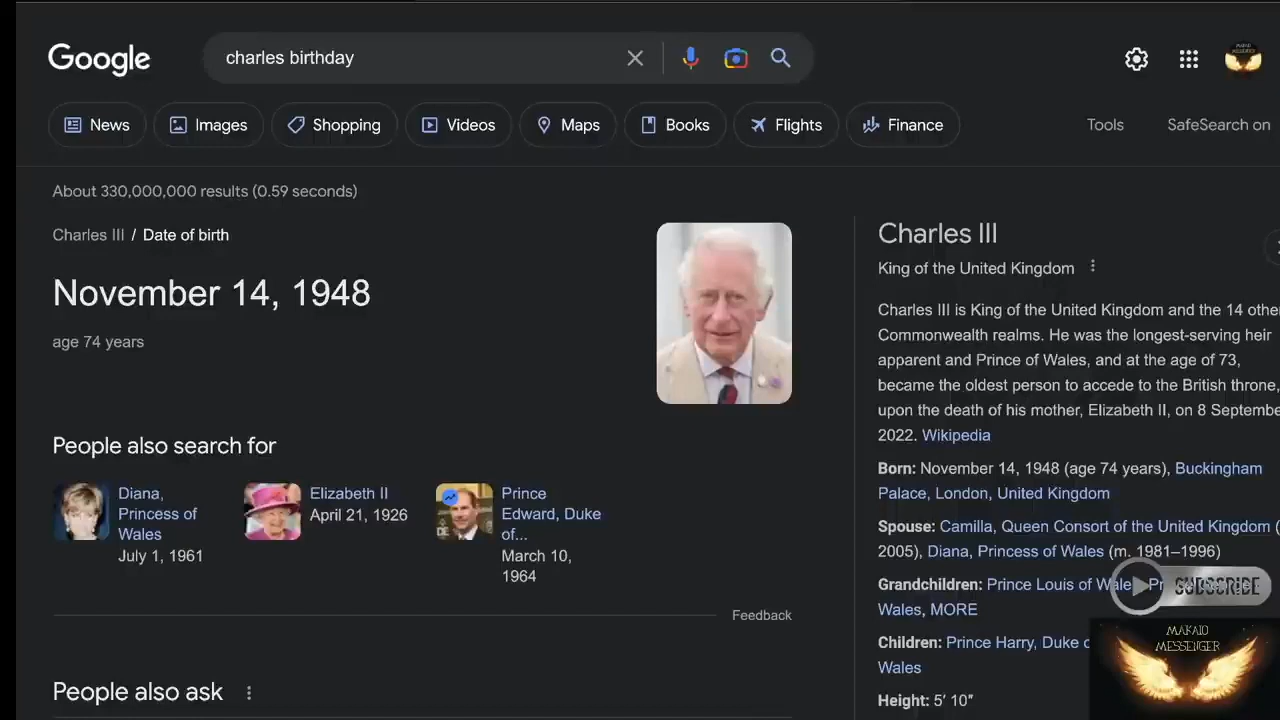 Google
charles birthday
News
Images
Shopping
Videos
Maps
Books
Flights
Finance
Tools
SafeSearch on
About 330,000,000 results (0.59 seconds)
Charles III / Date of birth
November 14, 1948
age 74 years
People also search for
Diana,
Princess of
Wales
July 1, 1961
Elizabeth II
April 21, 1926
Prince
Edward, Duke
of...
March 10,
1964
Feedback
People also ask
Charles III
King of the United Kingdom
Charles III is King of the United Kingdom and the 14 othe
Commonwealth realms. He was the longest-serving heir
apparent and Prince of Wales, and at the age of 73,
became the oldest person to accede to the British throne,
upon the death of his mother, Elizabeth II, on 8 Septembe
2022. Wikipedia
Born: November 14, 1948 (age 74 years), Buckingham
Palace, London, United Kingdom
Spouse: Camilla, Queen Consort of the United Kingdom (
2005), Diana, Princess of Wales (m. 1981–1996)
Grandchildren: Prince Louis of Wale
Wales, MORE
Children: Prince Harry, Duke
Wales
Height: 5′ 10″
SUBSCRIBE
MAKAIO
MESSENGER